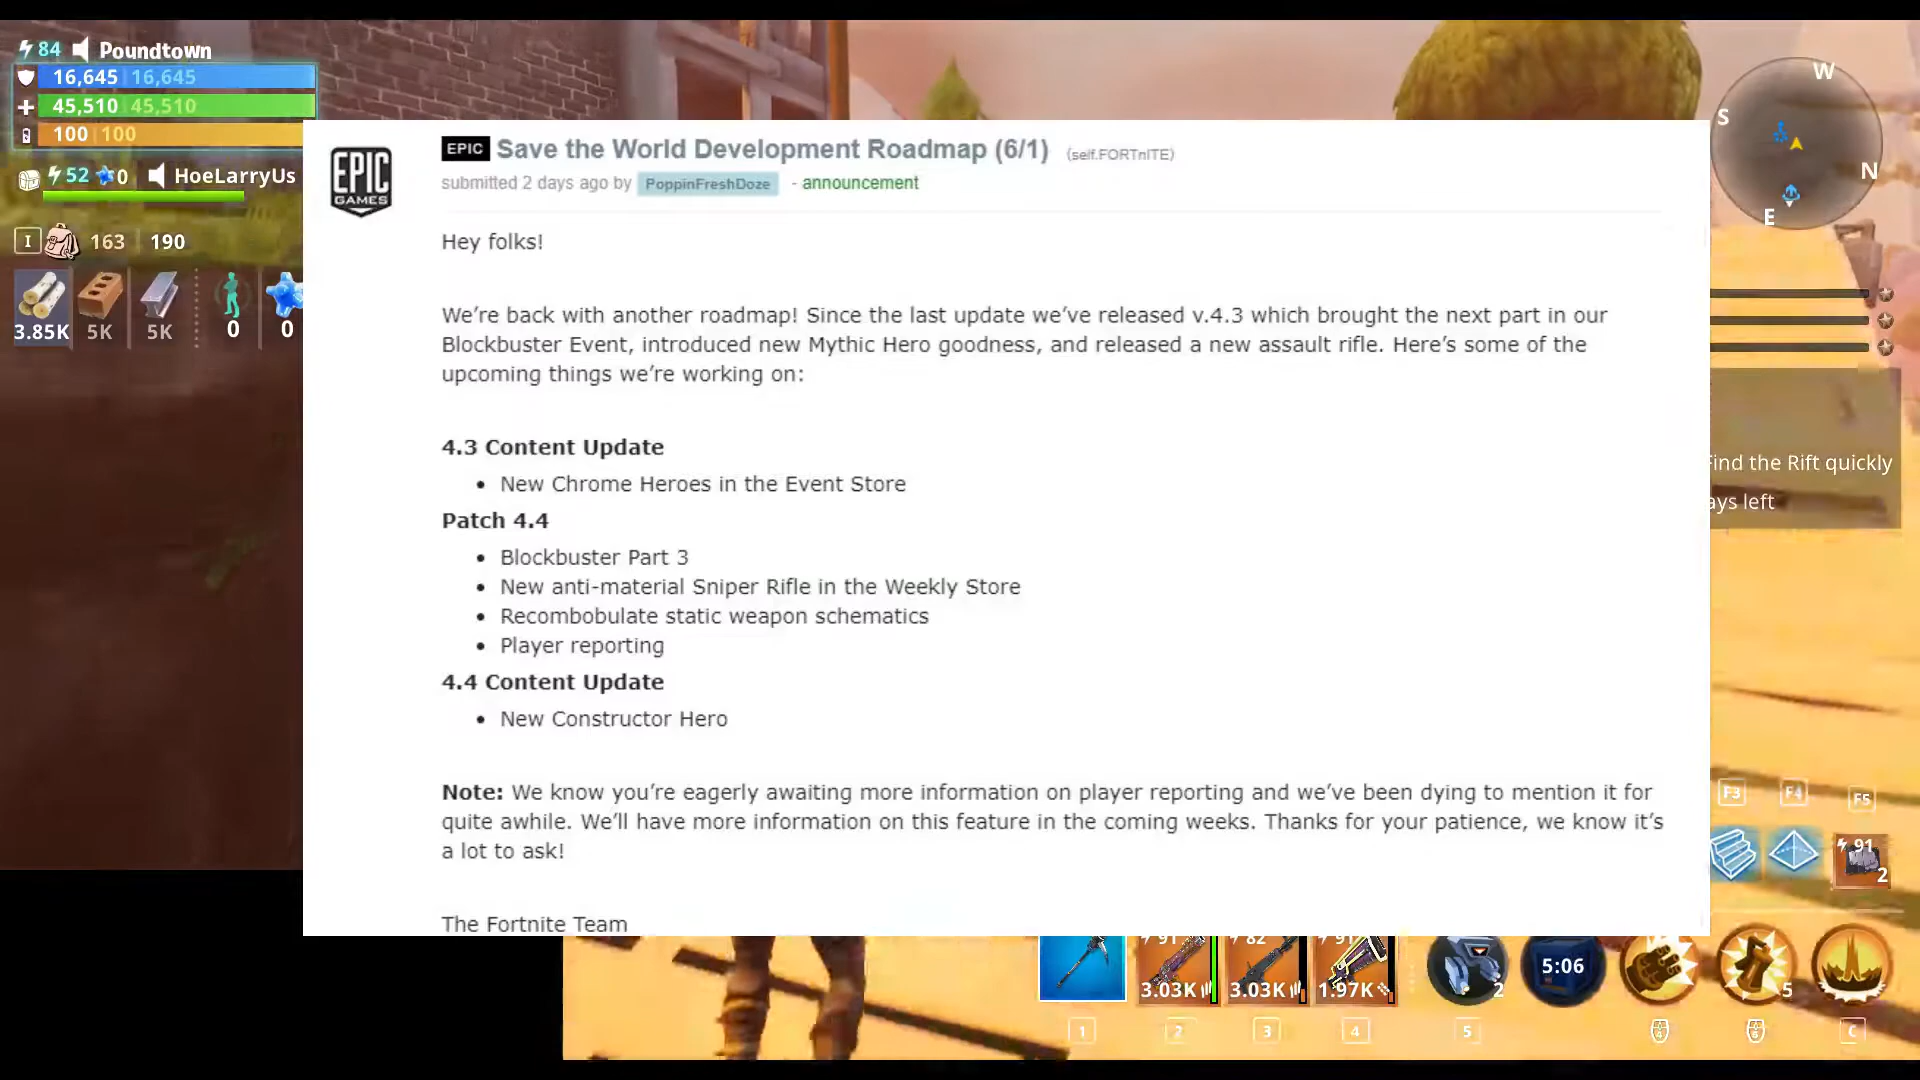 84 Poundtown
16,645 16,645
45,510 45,510
100 100
52 0 HoeLarryUs
I 163 190
3.85K 5K 5K 0 0
W
S
N
E
EPIC GAMES
EPIC Save the World Development Roadmap (6/1) (self.FORTnITE)
submitted 2 days ago by PoppinFreshDoze - announcement
Hey folks!
We’re back with another roadmap! Since the last update we’ve released v.4.3 which brought the next part in our
Blockbuster Event, introduced new Mythic Hero goodness, and released a new assault rifle. Here’s some of the
upcoming things we’re working on:
4.3 Content Update
• New Chrome Heroes in the Event Store
Patch 4.4
• Blockbuster Part 3
• New anti-material Sniper Rifle in the Weekly Store
• Recombobulate static weapon schematics
• Player reporting
4.4 Content Update
• New Constructor Hero
Note: We know you’re eagerly awaiting more information on player reporting and we’ve been dying to mention it for
quite awhile. We’ll have more information on this feature in the coming weeks. Thanks for your patience, we know it’s
a lot to ask!
The Fortnite Team
Find the Rift quickly
ays left
F3 F4 F5
91
2
91 82 91
3.03K 3.03K 1.97K 2 5:06 5
1 2 3 4 5 4 6 C